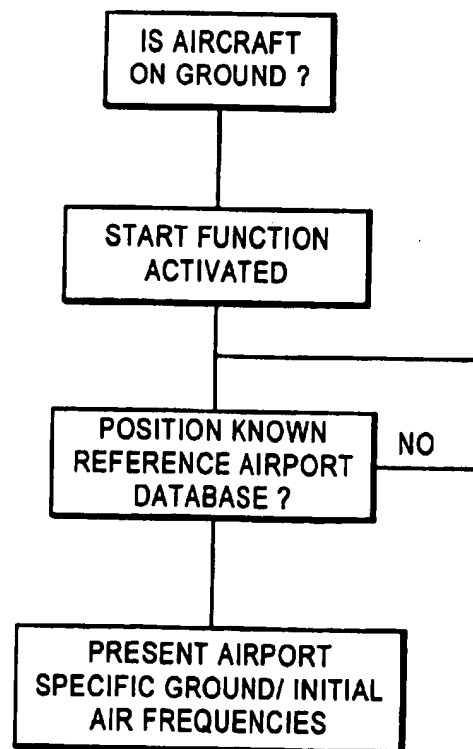 IS AIRCRAFT
ON GROUND ?
START FUNCTION
ACTIVATED
POSITION KNOWN
REFERENCE AIRPORT
DATABASE ?
NO
PRESENT AIRPORT
SPECIFIC GROUND/ INITIAL
AIR FREQUENCIES